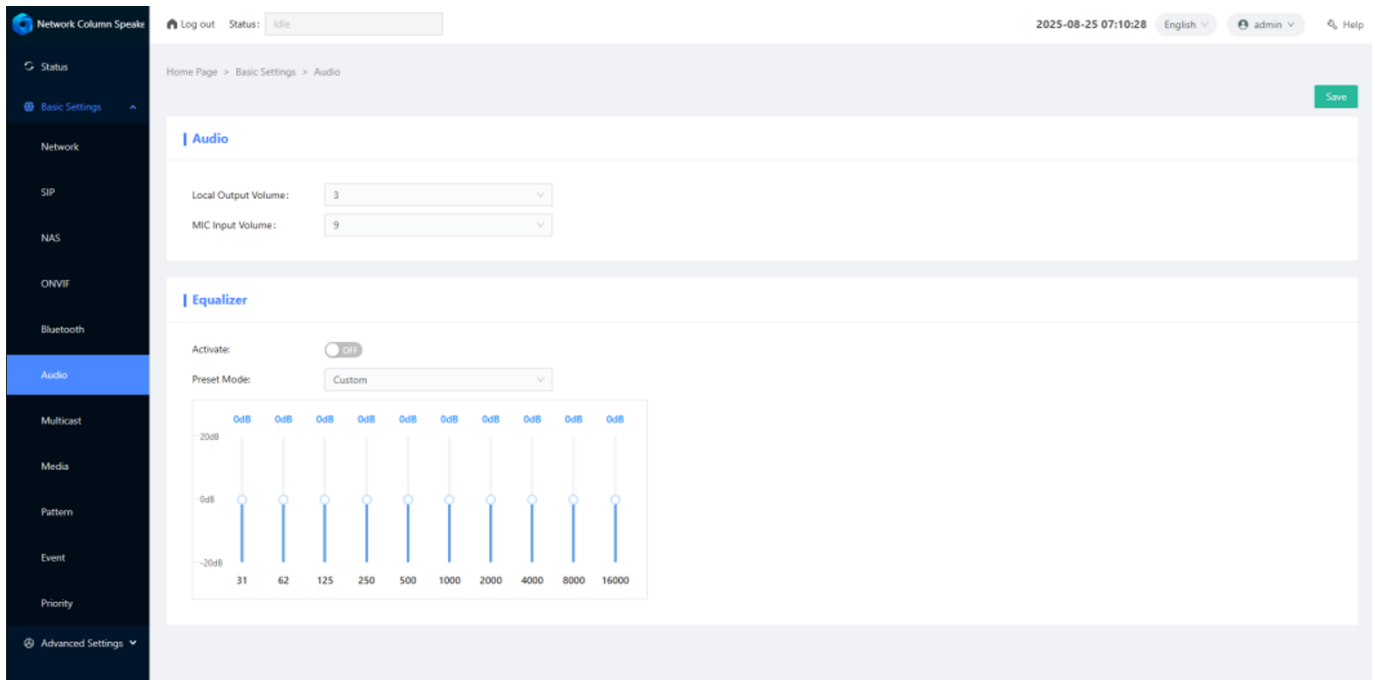 Network Column Speake
Log out Status: Idle
2025-08-25 07:10:28 English admin Help
Status
Basic Settings
Network
SIP
NAS
ONVIF
Bluetooth
Audio
Multicast
Media
Pattern
Event
Priority
Advanced Settings
Home Page > Basic Settings > Audio
Save
Audio
Local Output Volume: 3
MIC Input Volume: 9
Equalizer
Activate: OFF
Preset Mode: Custom
0dB 0dB 0dB 0dB 0dB 0dB 0dB 0dB 0dB 0dB
20dB
0dB
-20dB
31 62 125 250 500 1000 2000 4000 8000 16000